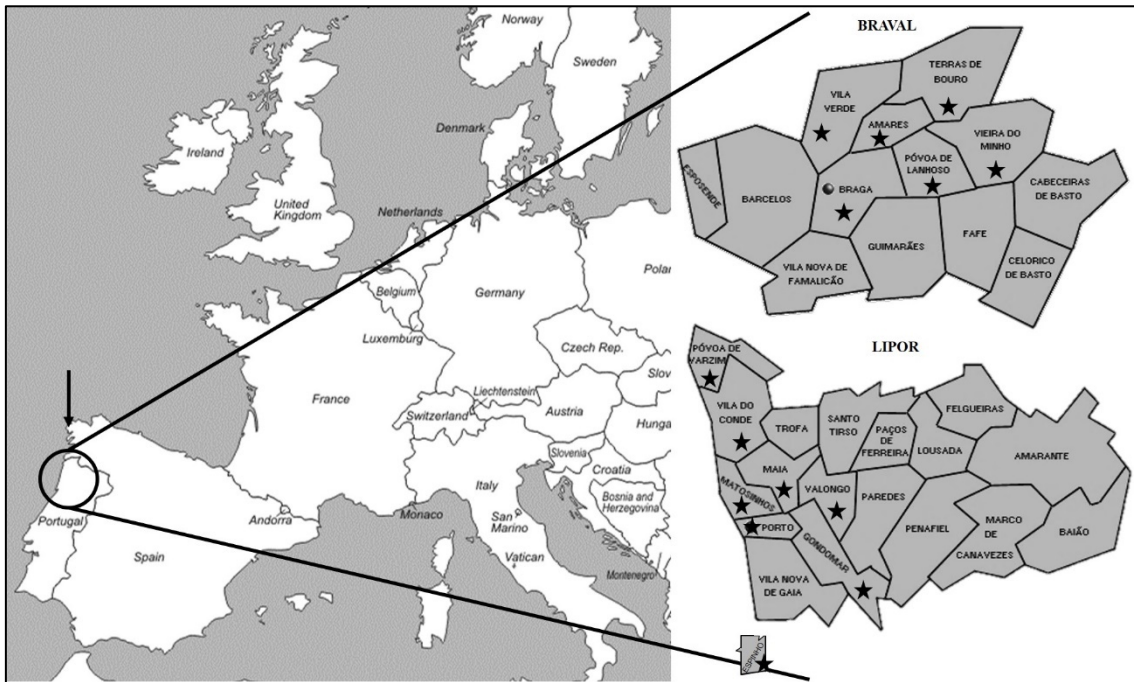 Norway
Sweden
Denmark
Ireland
United
Kingdom
Netherlands
Belgium
Germany
Luxemburg
Czech Rep.
Liechtenstein
France
Switzerland
Austria
Slovenia
Croatia
Bosnia and
Herzegovina
Italy
San
Marino
Monaco
Andorra
Vatican
Montenegro
Portugal
Spain
Polan
Slov
Hunga
BRAVAL
TERRAS DE
BOURO
VILA
VERDE
AMARES
VIEIRA DO
MINHO
PÓVOA DE
LANHOSO
ESPOSENDE
BARCELOS
BRAGA
CABECEIRAS
DE BASTO
GUIMARÃES
FAFE
VILA NOVA DE
FAMALICÃO
CELORICO
DE BASTO
LIPOR
PÓVOA DE
VARZIM
VILA DO
CONDE
TROFA
SANTO
TIRSO
PAÇOS
DE
FERREIRA
FELGUEIRAS
LOUSADA
AMARANTE
MAIA
MATOSINHOS
VALONGO
PAREDES
PORTO
GONDOMAR
PENAFIEL
MARCO
DE
CANAVEZES
BAIÃO
VILA NOVA
DE GAIA
ESPINHO